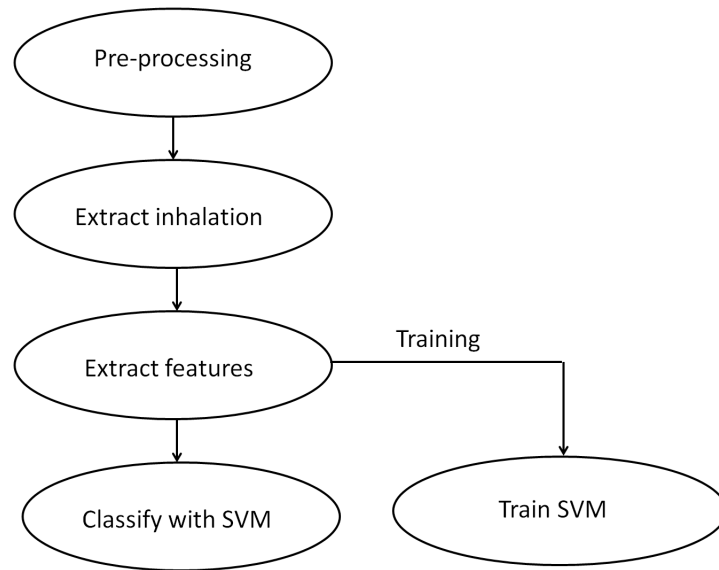 Pre-processing
Extract inhalation
Extract features
Training
Classify with SVM
Train SVM